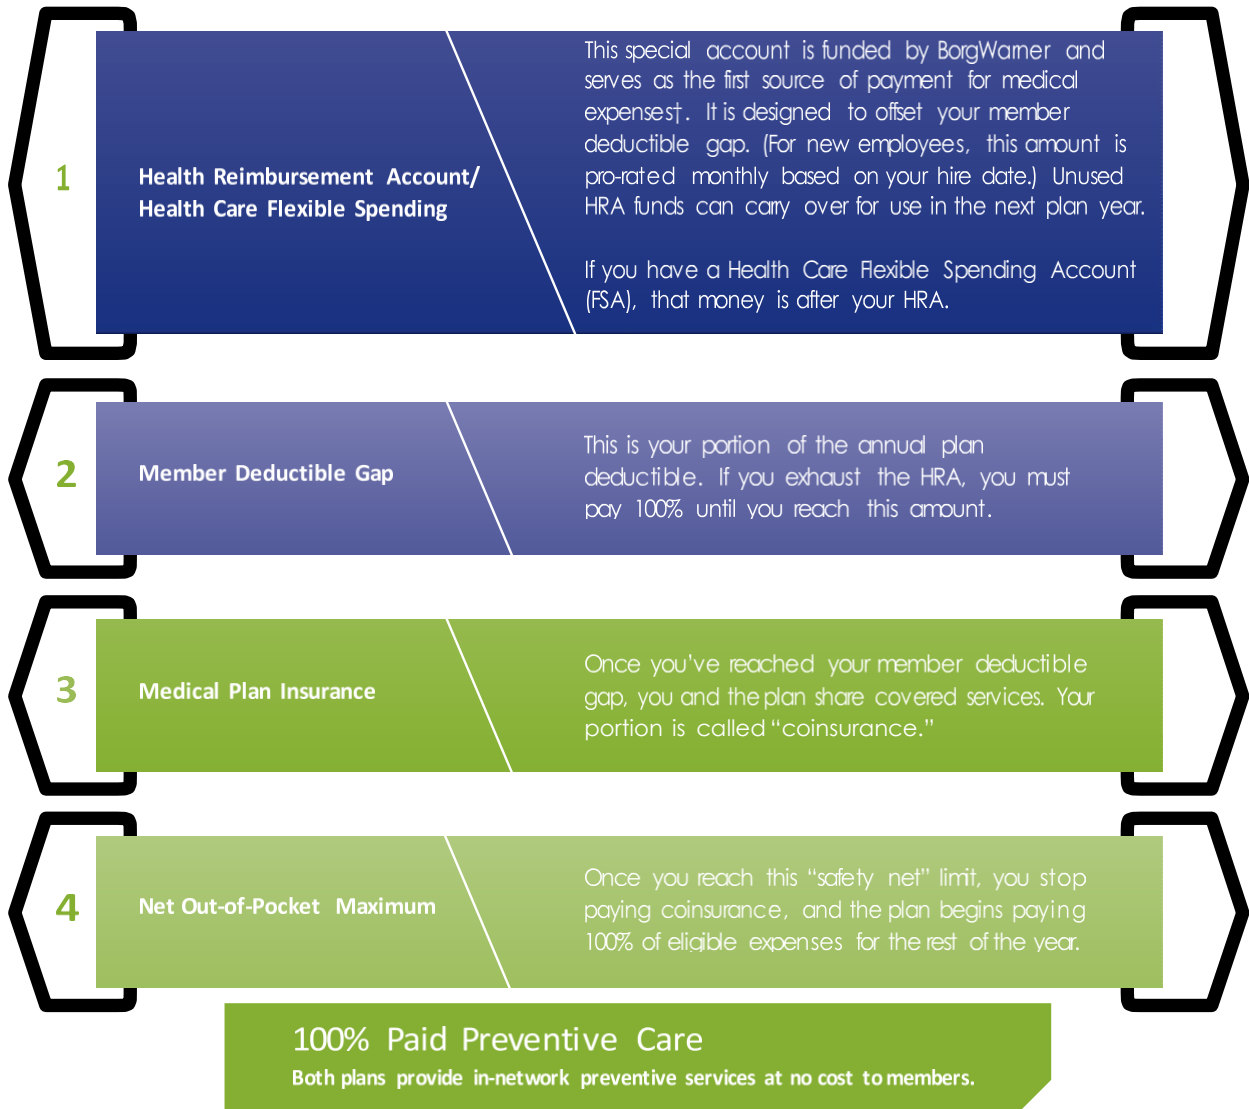 1
Health Reimbursement Account/
Health Care Flexible Spending
This special account is funded by BorgWarner and
serves as the first source of payment for medical
expenses†. It is designed to offset your member
deductible gap. (For new employees, this amount is
pro-rated monthly based on your hire date.) Unused
HRA funds can carry over for use in the next plan year.
If you have a Health Care Flexible Spending Account
(FSA), that money is after your HRA.
2
Member Deductible Gap
This is your portion of the annual plan
deductible. If you exhaust the HRA, you must
pay 100% until you reach this amount.
3
Medical Plan Insurance
Once you’ve reached your member deductible
gap, you and the plan share covered services. Your
portion is called “coinsurance.”
4
Net Out-of-Pocket Maximum
Once you reach this “safety net” limit, you stop
paying coinsurance, and the plan begins paying
100% of eligible expenses for the rest of the year.
100% Paid Preventive Care
Both plans provide in-network preventive services at no cost to members.